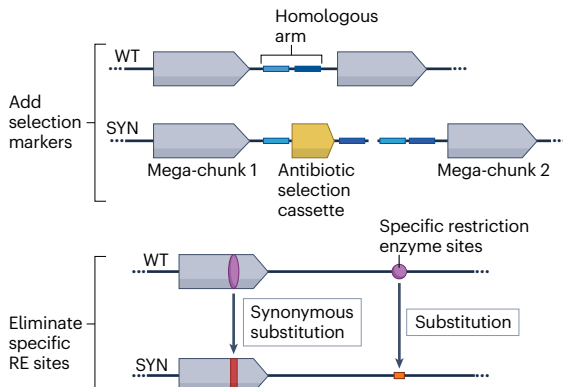 Homologous
arm
WT
Add
selection
markers
SYN
Mega-chunk 1
Antibiotic
selection
cassette
Mega-chunk 2
Specific restriction
enzyme sites
WT
Eliminate
specific
RE sites
Synonymous
substitution
Substitution
SYN